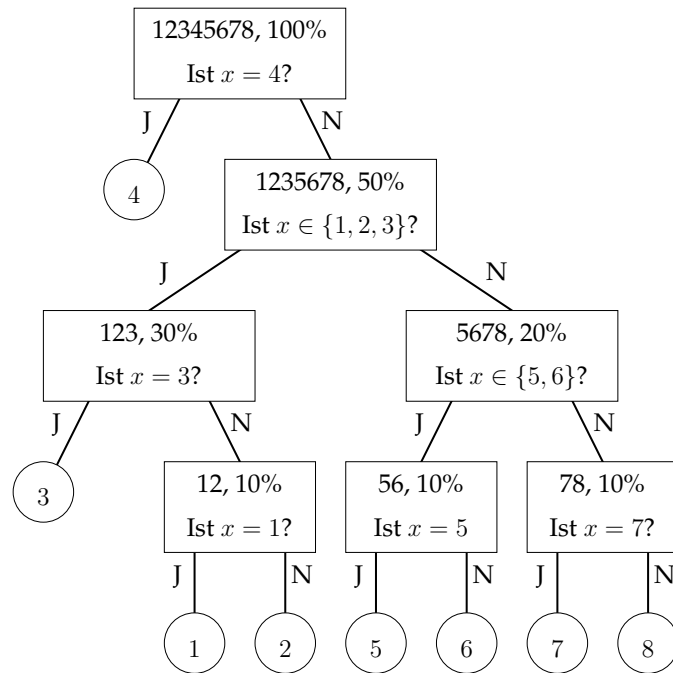 12345678, 100%
Ist x = 4?
J
N
4
1235678, 50%
Ist x ∈ {1, 2, 3}?
J
N
123, 30%
Ist x = 3?
5678, 20%
Ist x ∈ {5, 6}?
J
N
J
N
3
12, 10%
Ist x = 1?
56, 10%
Ist x = 5
78, 10%
Ist x = 7?
J
N
J
N
J
N
1
2
5
6
7
8